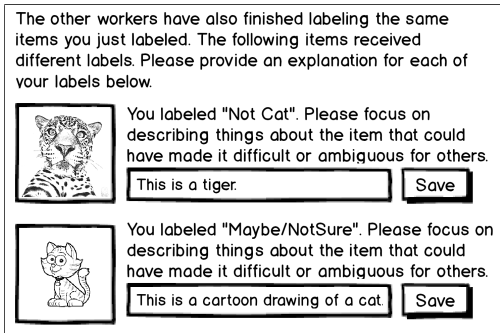 The other workers have also finished labeling the same
items you just labeled. The following items received
different labels. Please provide an explanation for each of
your labels below.
You labeled "Not Cat". Please focus on
describing things about the item that could
have made it difficult or ambiguous for others.
This is a tiger.
Save
You labeled "Maybe/NotSure". Please focus on
describing things about the item that could
have made it difficult or ambiguous for others.
This is a cartoon drawing of a cat.
Save